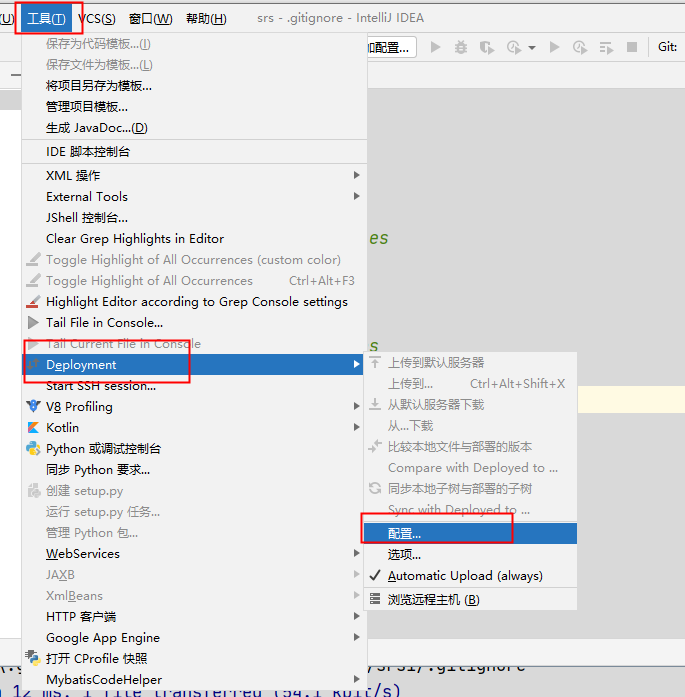 (U) 工具(T) VCS(S) 窗口(W) 帮助(H) srs - .gitignore - IntelliJ IDEA
保存为代码模板...(I)
加配置... Git:
保存文件为模板...(L)
将项目另存为模板...
管理项目模板...
生成 JavaDoc...(D)
IDE 脚本控制台
XML 操作
External Tools
JShell 控制台...
Clear Grep Highlights in Editor
es
Toggle Highlight of All Occurrences (custom color)
Toggle Highlight of All Occurrences Ctrl+Alt+F3
Highlight Editor according to Grep Console settings
Tail File in Console...
Tail Current File in Console
s
Deployment
Start SSH session...
V8 Profiling
Kotlin
Python 或调试控制台
同步 Python 要求...
创建 setup.py
运行 setup.py 任务...
管理 Python 包...
WebServices
JAXB
XmlBeans
HTTP 客户端
Google App Engine
打开 CProfile 快照
MybatisCodeHelper
上传到默认服务器
上传到... Ctrl+Alt+Shift+X
从默认服务器下载
从...下载
比较本地文件与部署的版本
Compare with Deployed to ...
同步本地子树与部署的子树
Sync with Deployed to ...
配置...
选项...
Automatic Upload (always)
浏览远程主机 (B)
/srs1/.gitignore
n 12 ms: 1 file transferred (54.1 kbit/s)